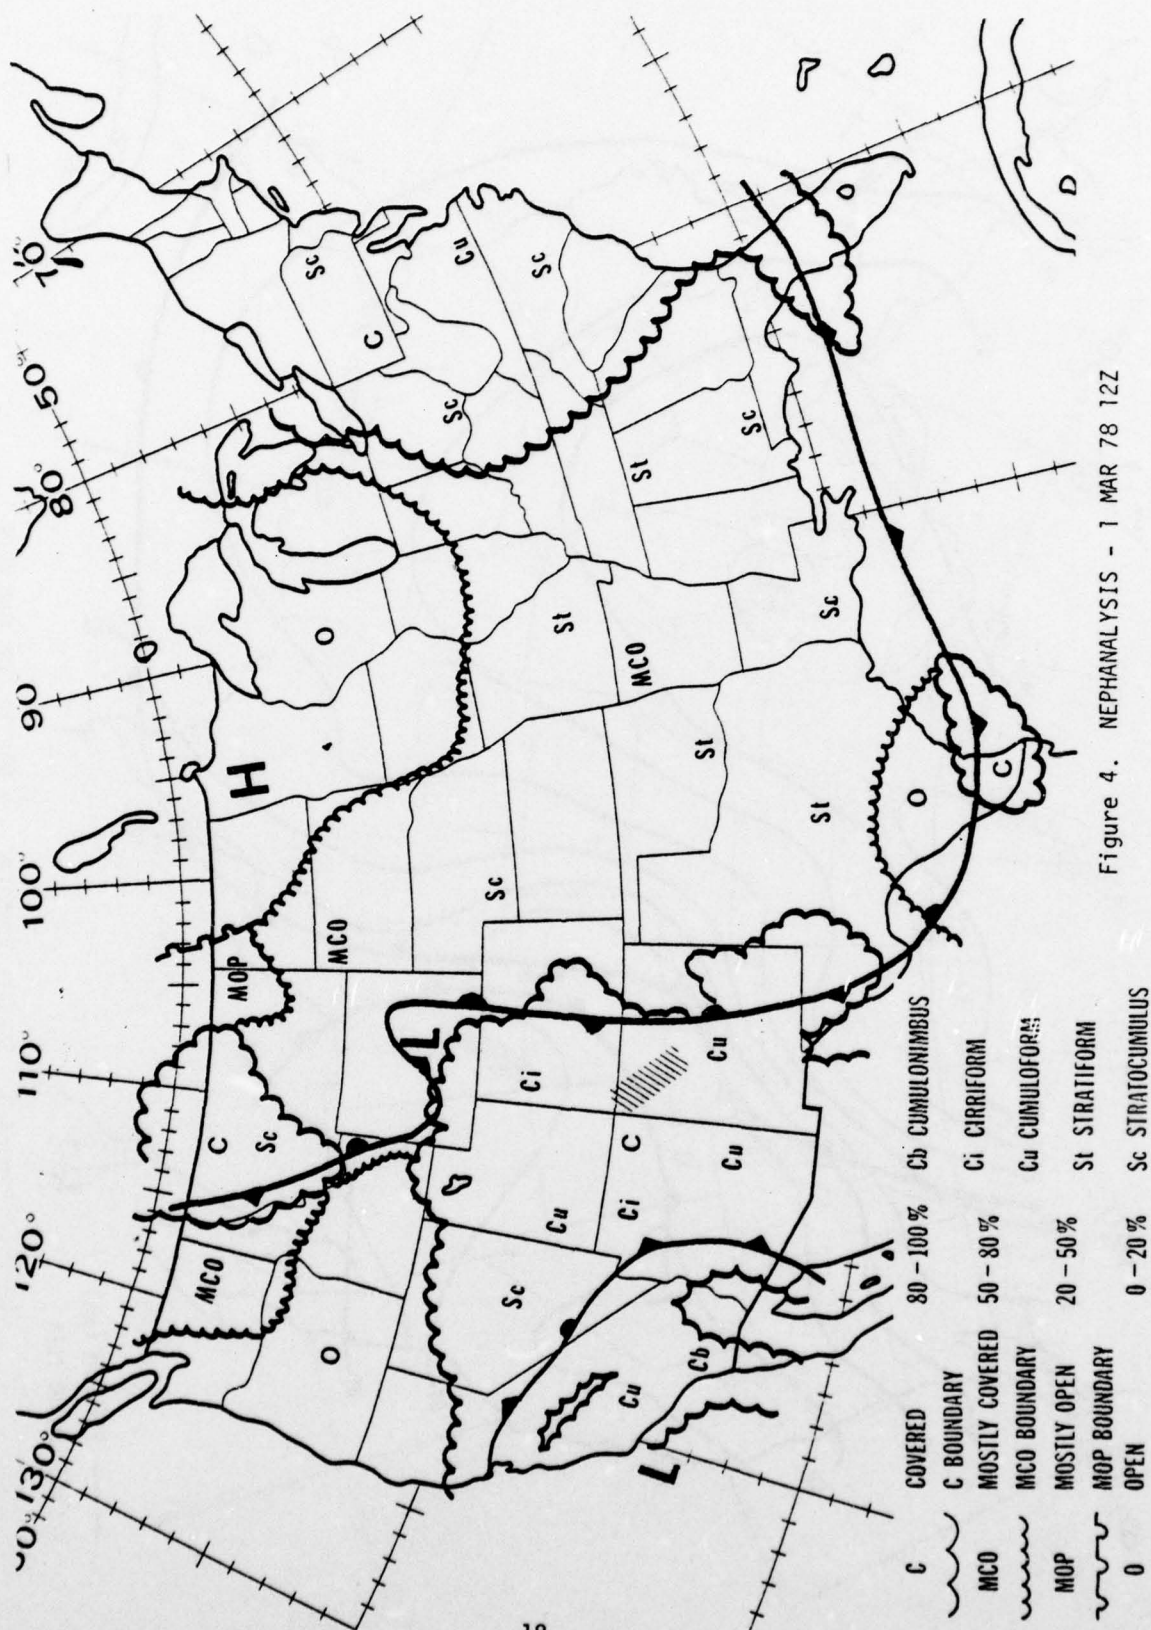 130°
120°
110°
100°
90
80°
70
50°
MCO
C
Sc
MOP
H
O
O
MCO
L
Sc
St
MCO
Sc
C
Sc
Cu
Sc
St
Sc
Sc
St
St
O
C
O
Ci
Cu
Cu
Ci
C
Cu
Sc
Cu
Cb
L
C COVERED 80-100% Cb CUMULONIMBUS
C BOUNDARY
MCO MOSTLY COVERED 50-80% Ci CIRRIFORM
MCO BOUNDARY Cu CUMULOFORM
MOP MOSTLY OPEN 20-50% St STRATIFORM
MOP BOUNDARY
O OPEN 0-20% Sc STRATOCUMULUS
Figure 4. NEPHANALYSIS - 1 MAR 78 12Z